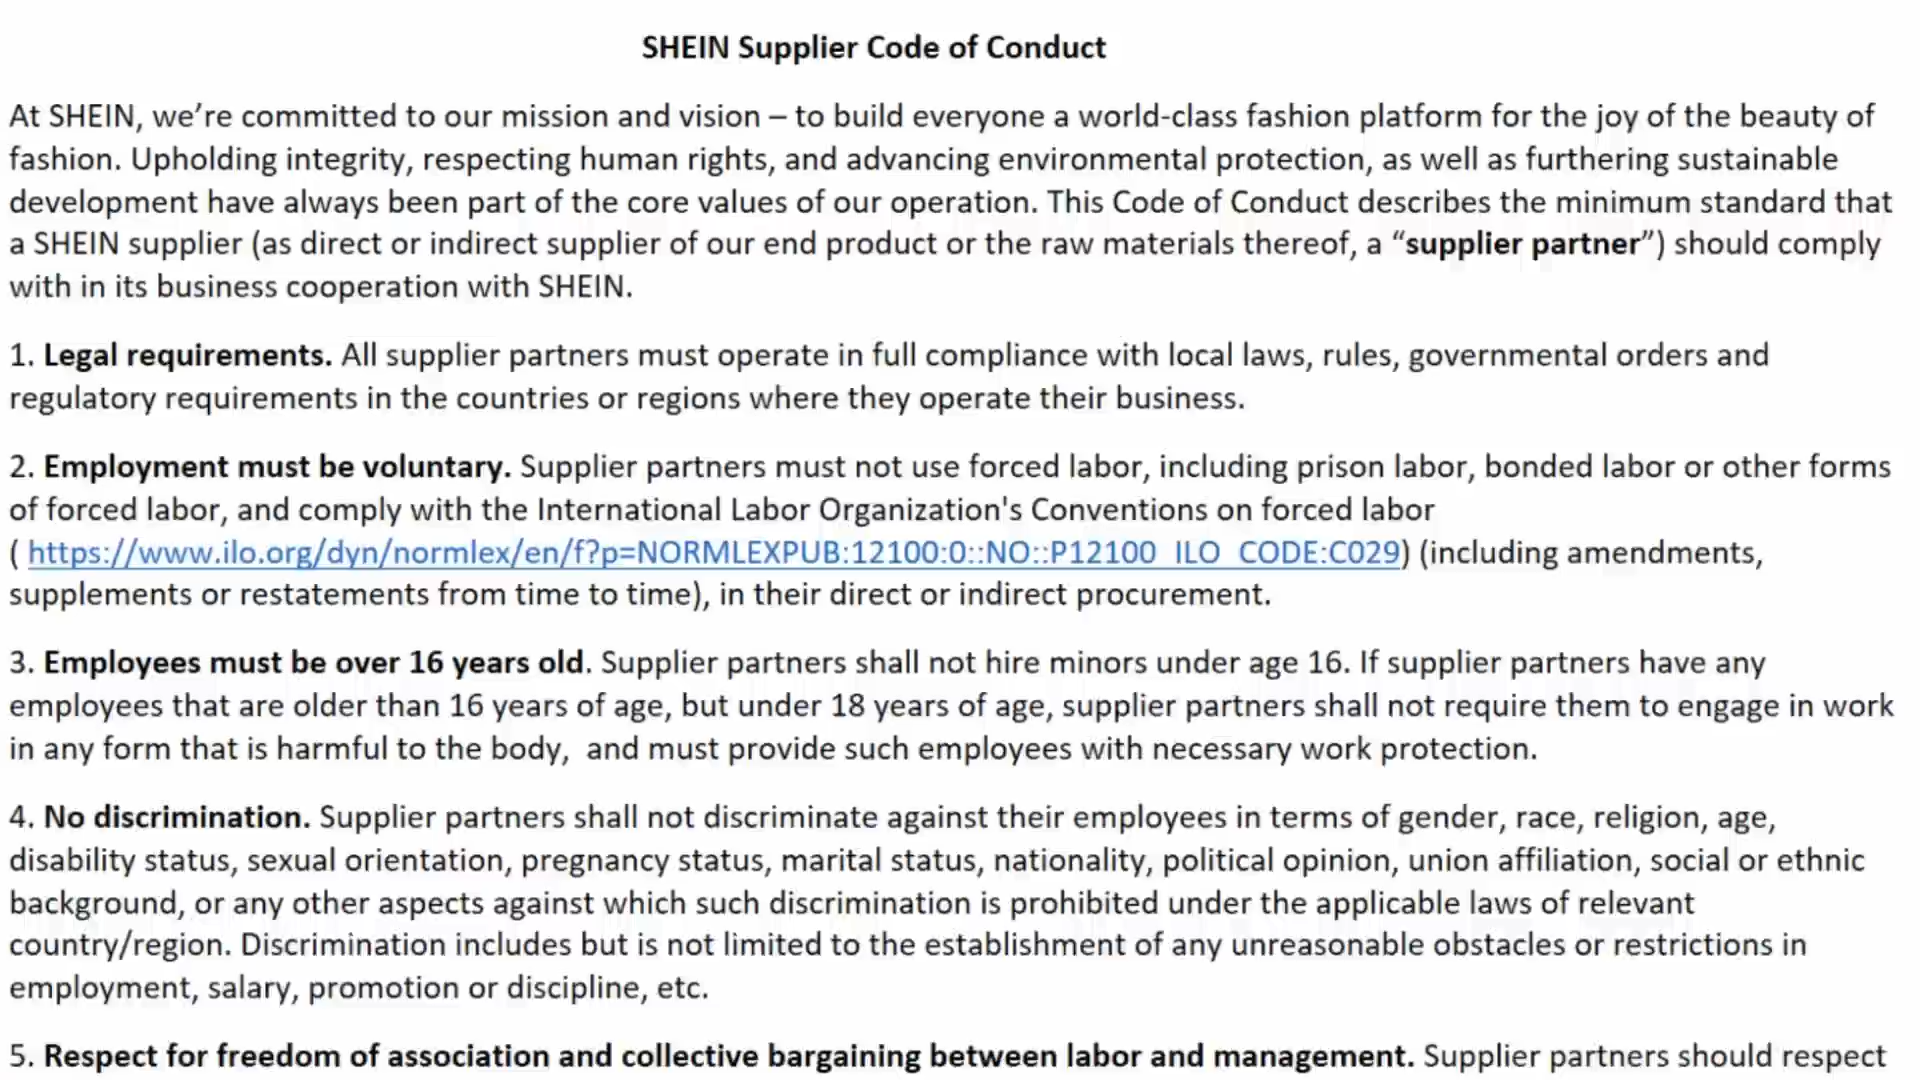 SHEIN Supplier Code of Conduct
At SHEIN, we’re committed to our mission and vision – to build everyone a world-class fashion platform for the joy of the beauty of
fashion. Upholding integrity, respecting human rights, and advancing environmental protection, as well as furthering sustainable
development have always been part of the core values of our operation. This Code of Conduct describes the minimum standard that
a SHEIN supplier (as direct or indirect supplier of our end product or the raw materials thereof, a “supplier partner”) should comply
with in its business cooperation with SHEIN.
1. Legal requirements. All supplier partners must operate in full compliance with local laws, rules, governmental orders and
regulatory requirements in the countries or regions where they operate their business.
2. Employment must be voluntary. Supplier partners must not use forced labor, including prison labor, bonded labor or other forms
of forced labor, and comply with the International Labor Organization's Conventions on forced labor
( https://www.ilo.org/dyn/normlex/en/f?p=NORMLEXPUB:12100:0::NO::P12100_ILO_CODE:C029) (including amendments,
supplements or restatements from time to time), in their direct or indirect procurement.
3. Employees must be over 16 years old. Supplier partners shall not hire minors under age 16. If supplier partners have any
employees that are older than 16 years of age, but under 18 years of age, supplier partners shall not require them to engage in work
in any form that is harmful to the body,  and must provide such employees with necessary work protection.
4. No discrimination. Supplier partners shall not discriminate against their employees in terms of gender, race, religion, age,
disability status, sexual orientation, pregnancy status, marital status, nationality, political opinion, union affiliation, social or ethnic
background, or any other aspects against which such discrimination is prohibited under the applicable laws of relevant
country/region. Discrimination includes but is not limited to the establishment of any unreasonable obstacles or restrictions in
employment, salary, promotion or discipline, etc.
5. Respect for freedom of association and collective bargaining between labor and management. Supplier partners should respect